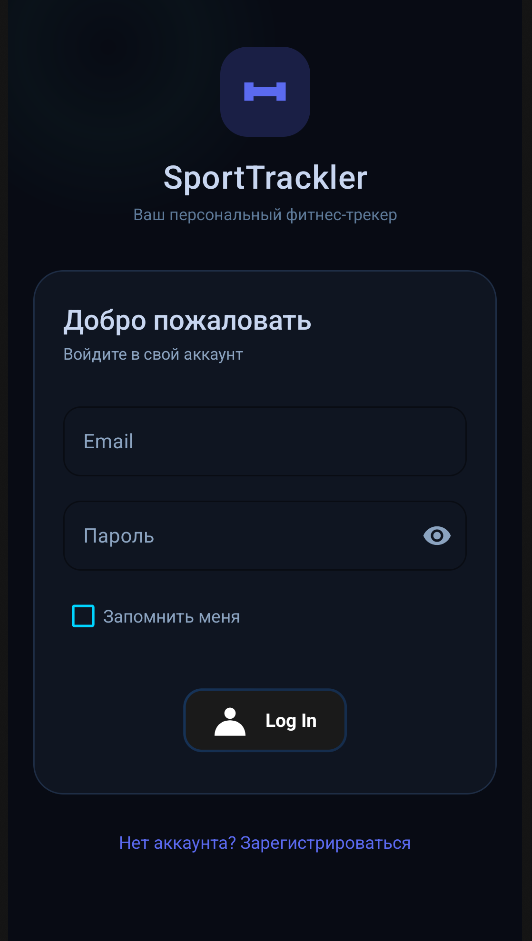 SportTrackler
Ваш персональный фитнес-трекер
Добро пожаловать
Войдите в свой аккаунт
Email
Пароль
Запомнить меня
Log In
Нет аккаунта? Зарегистрироваться